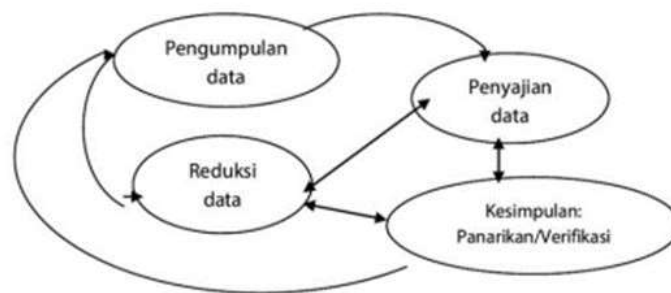 Pengumpulan
data
Penyajian
data
Reduksi
data
Kesimpulan:
Panarikan/Verifikasi